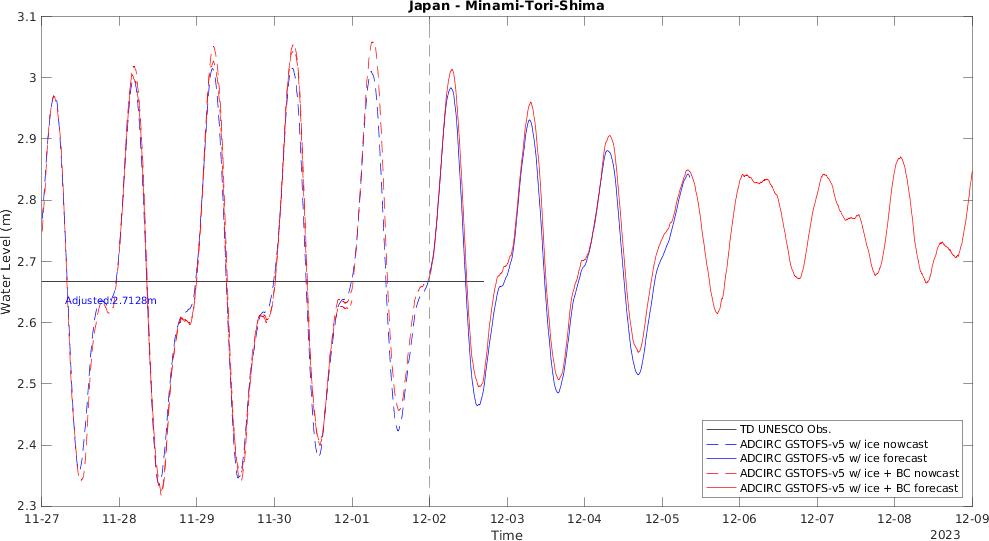 Japan - Minami-Tori-Shima
3.1
3
2.9
2.8
2.7
2.6
2.5
2.4
2.3
Water Level (m)
Adjusted:2.7128m
TD UNESCO Obs.
ADCIRC GSTOFS-v5 w/ ice nowcast
ADCIRC GSTOFS-v5 w/ ice forecast
ADCIRC GSTOFS-v5 w/ ice + BC nowcast
ADCIRC GSTOFS-v5 w/ ice + BC forecast
11-27 11-28 11-29 11-30 12-01 12-02 12-03 12-04 12-05 12-06 12-07 12-08 12-09
Time
2023